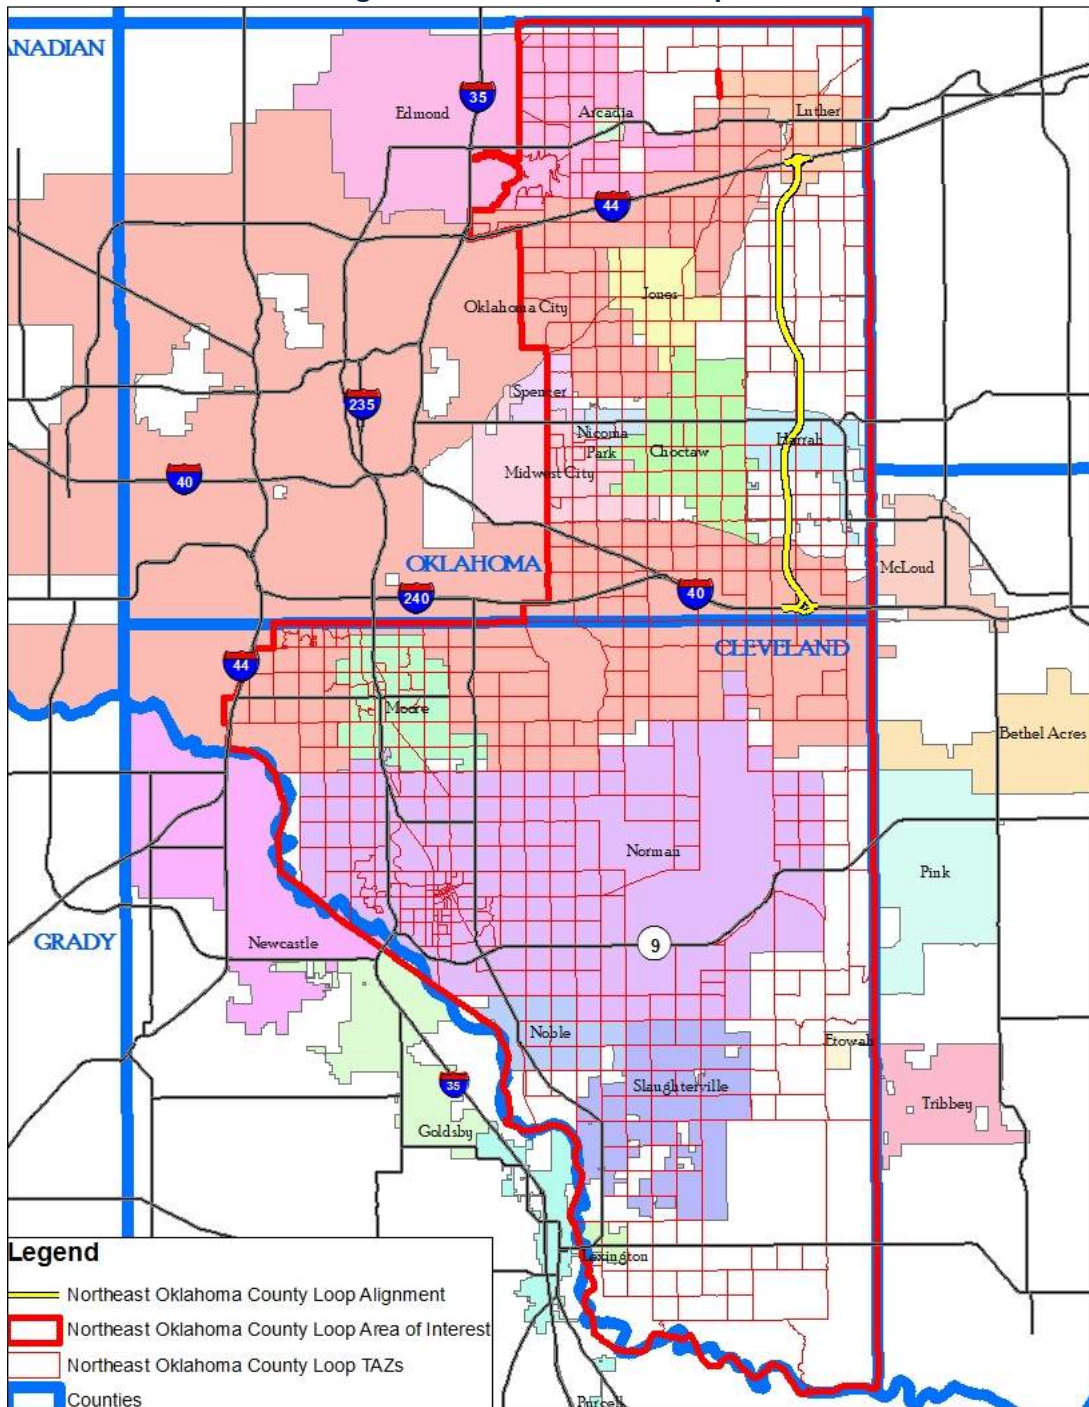 ANADIAN
35
Edmond
Arcadia
Luther
44
Jones
Oklahoma City
Spencer
235
Nicoma
Park
Choctaw
Harrah
Midwest City
40
OKLAHOMA
McLoud
240
40
CLEVELAND
44
Moore
Bethel Acres
Norman
Pink
GRADY
Newcastle
9
Noble
Etowah
Slaughterville
Tribbey
35
Goldsby
Lexington
Purcell
Legend
Northeast Oklahoma County Loop Alignment
Northeast Oklahoma County Loop Area of Interest
Northeast Oklahoma County Loop TAZs
Counties